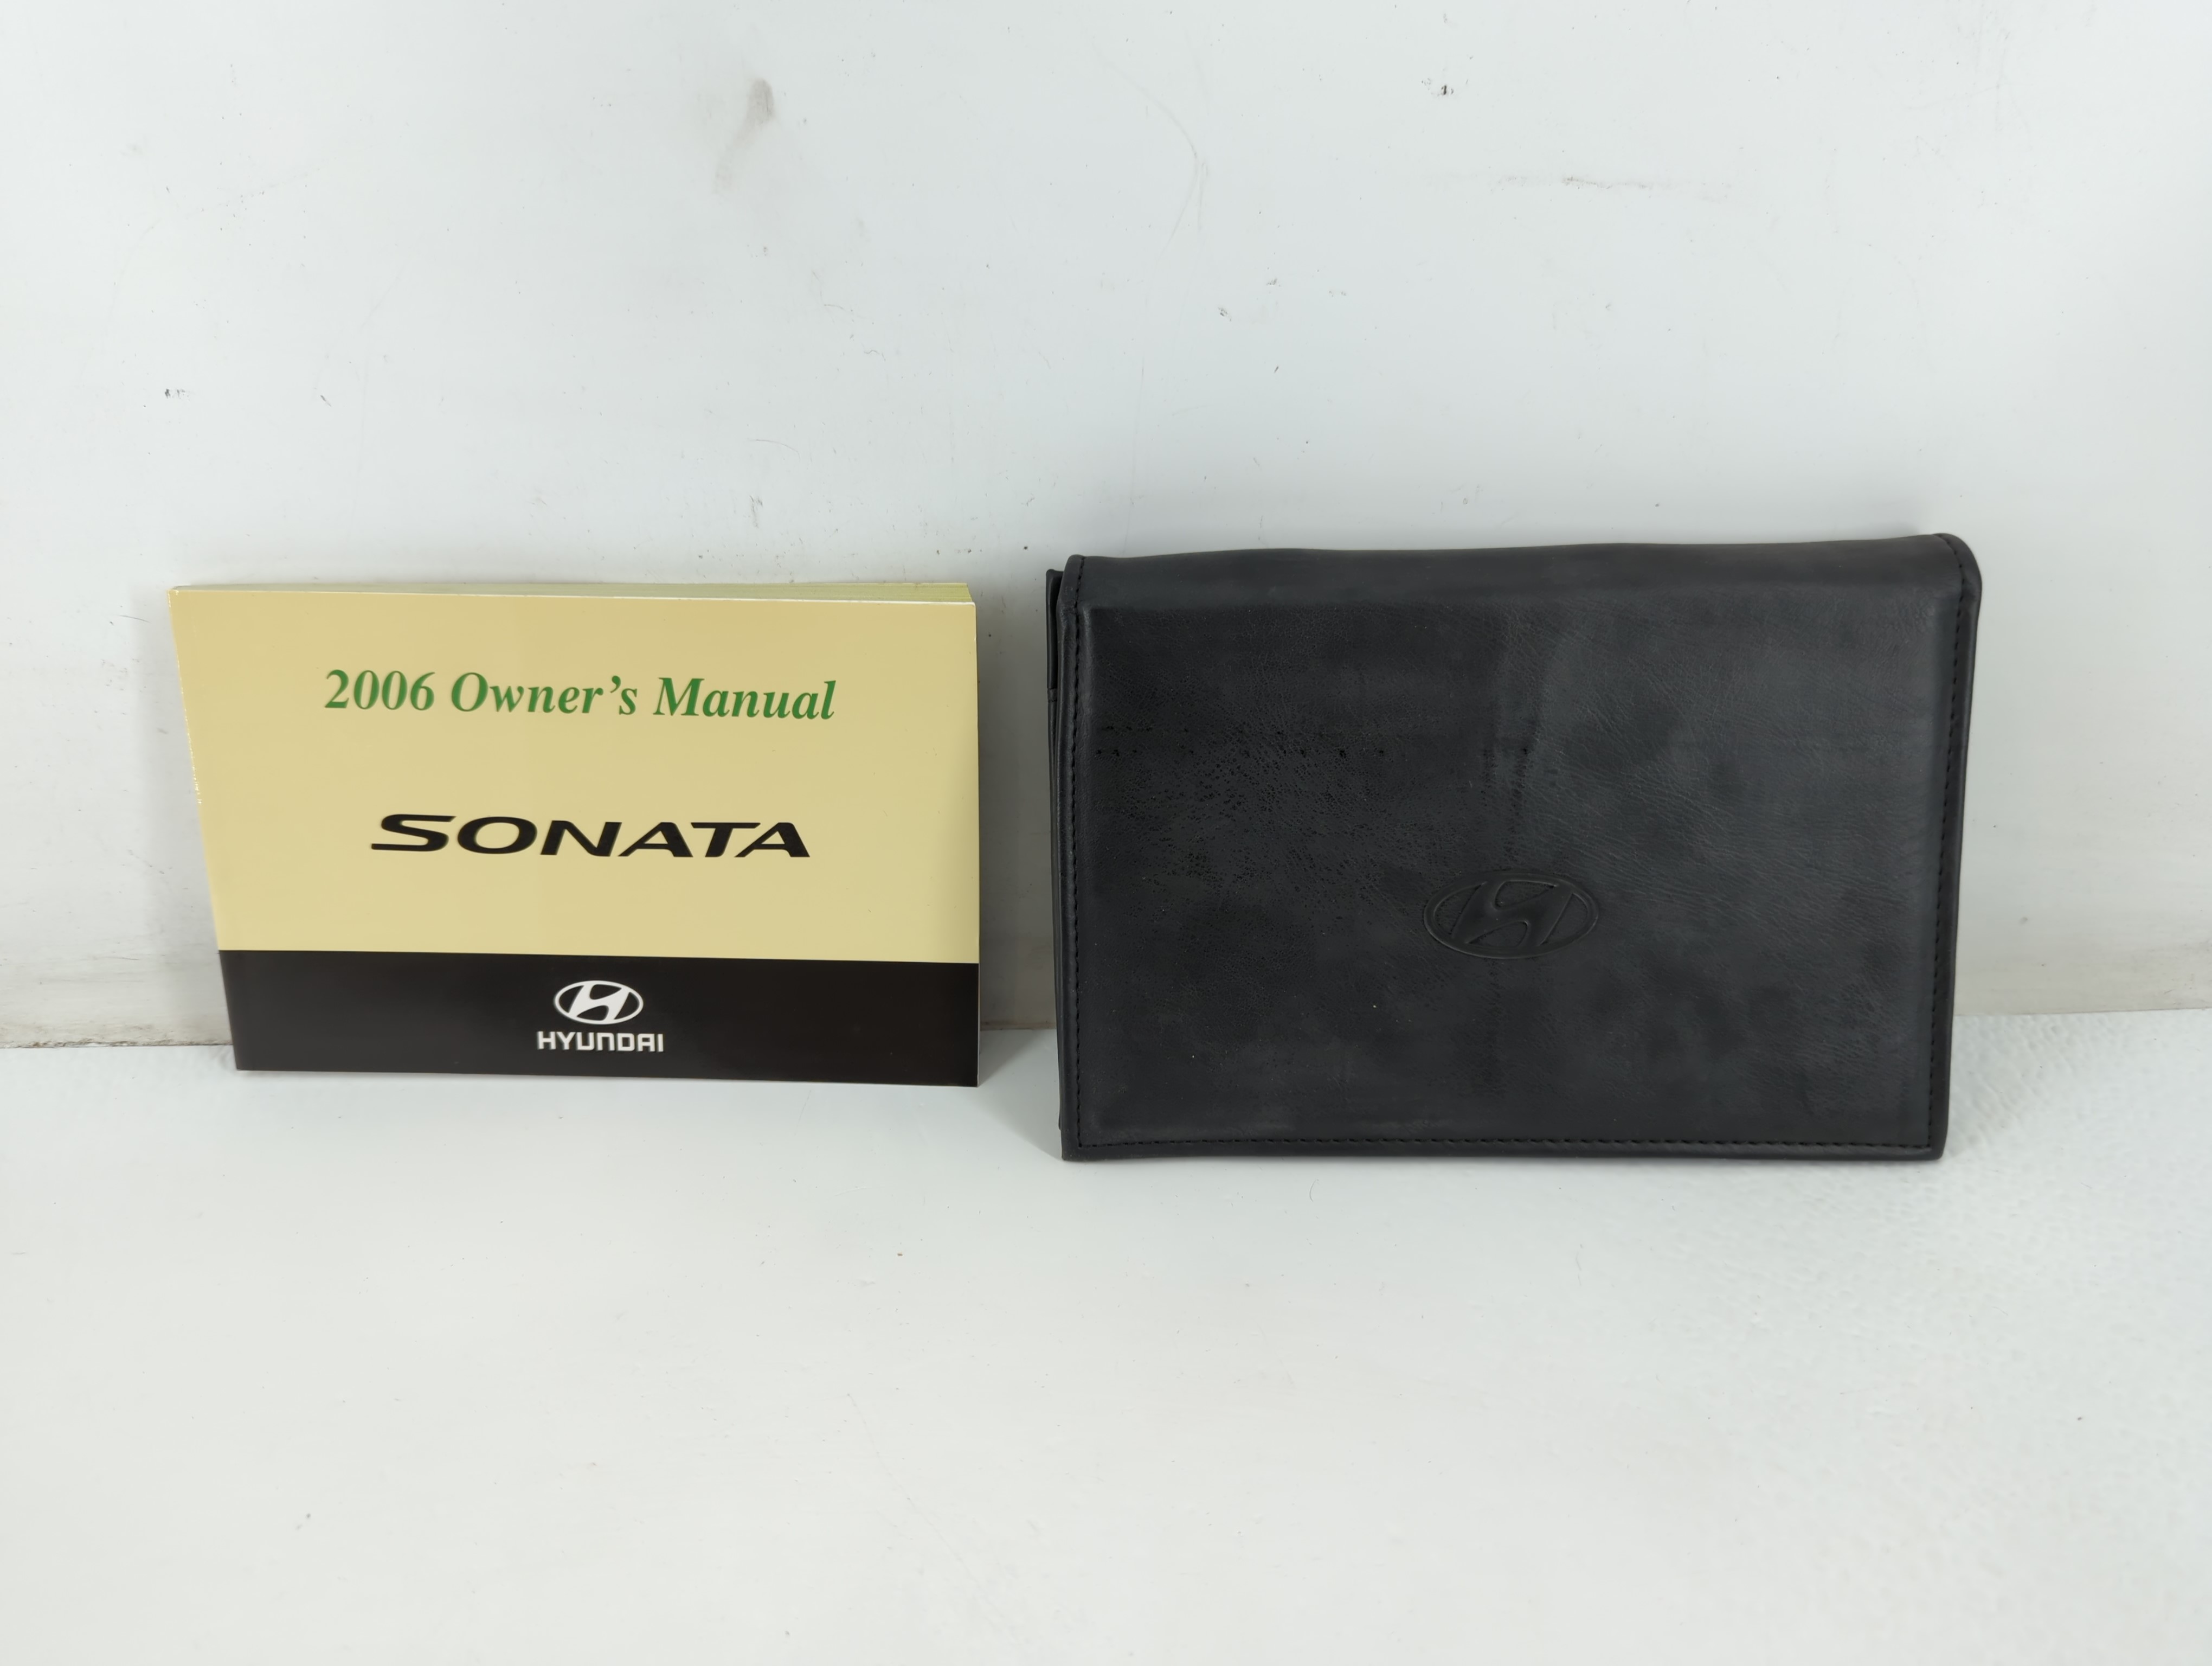 2006 Owner's Manual
SONATA
HYUNDAI